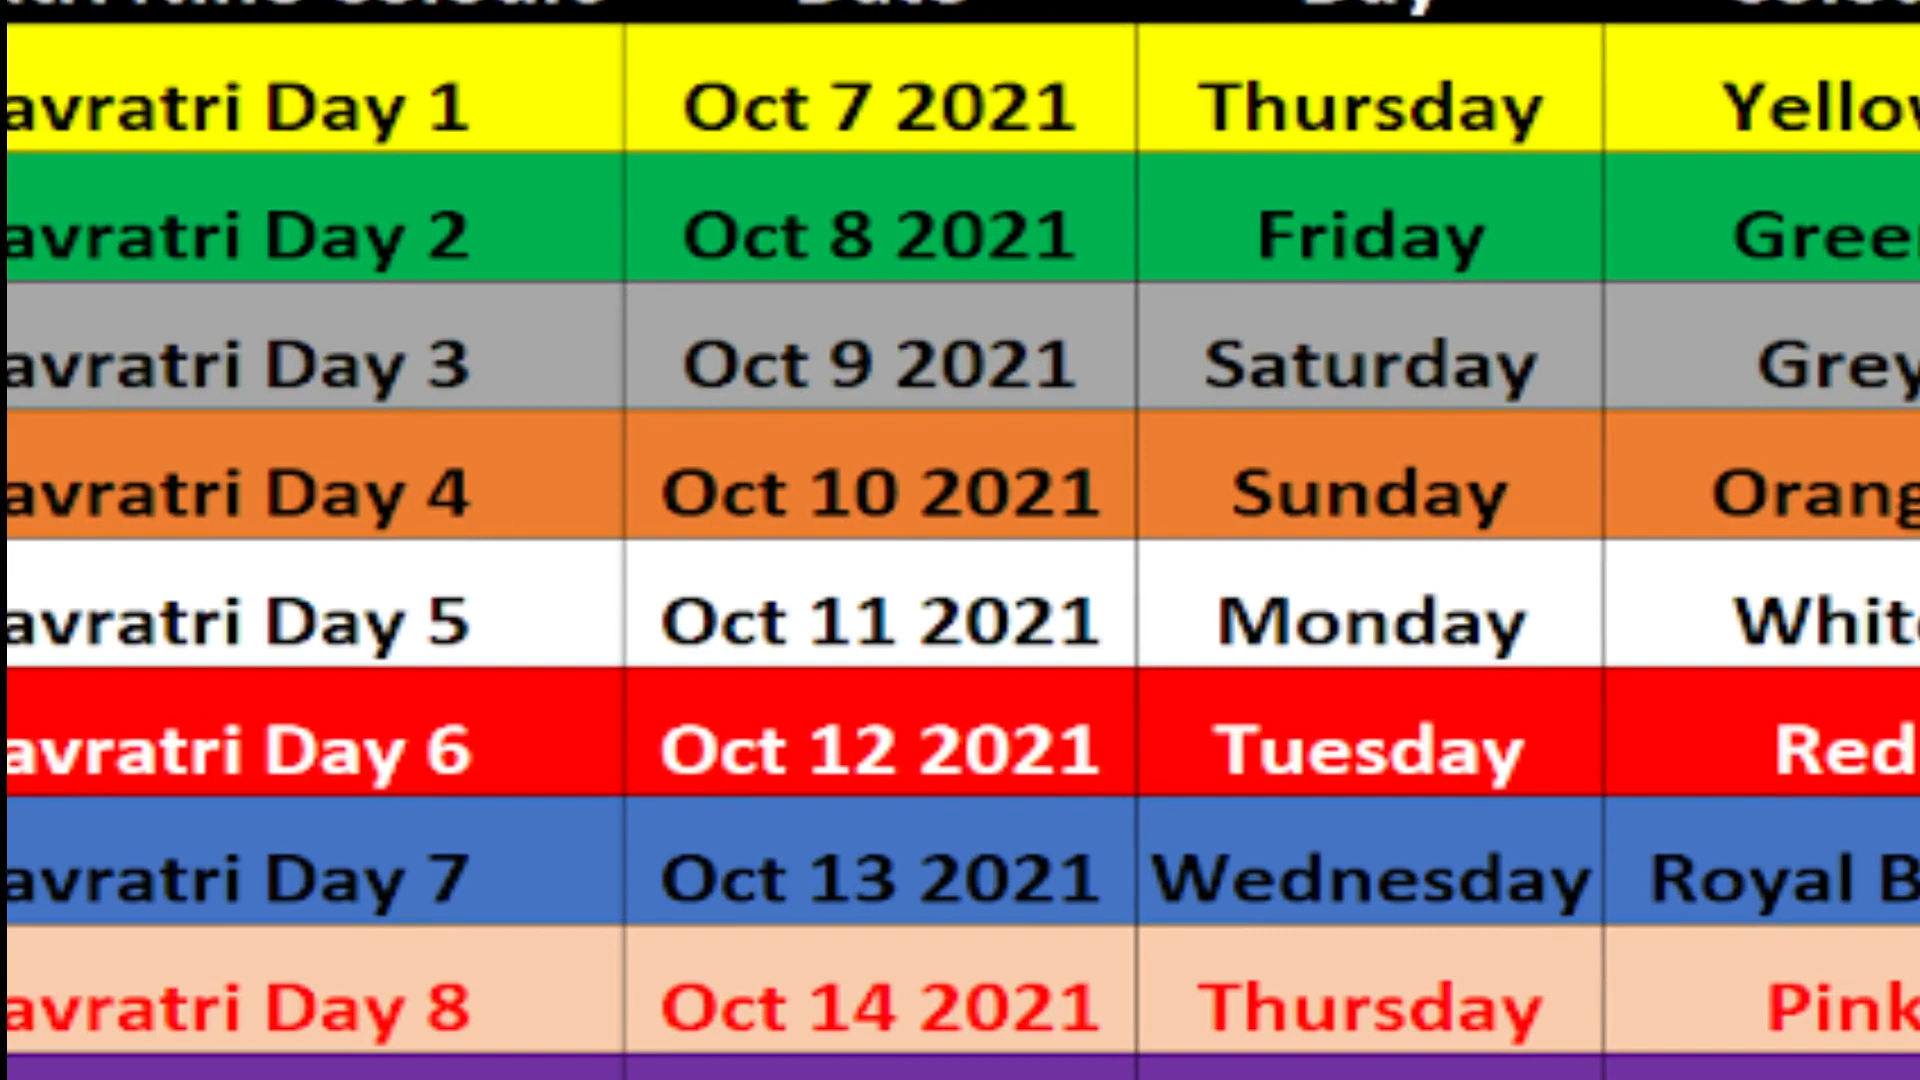 avratri Day 1 Oct 7 2021 Thursday Yellow
avratri Day 2 Oct 8 2021 Friday Green
avratri Day 3 Oct 9 2021 Saturday Grey
avratri Day 4 Oct 10 2021 Sunday Orang
avratri Day 5 Oct 11 2021 Monday White
avratri Day 6 Oct 12 2021 Tuesday Red
avratri Day 7 Oct 13 2021 Wednesday Royal B
avratri Day 8 Oct 14 2021 Thursday Pink